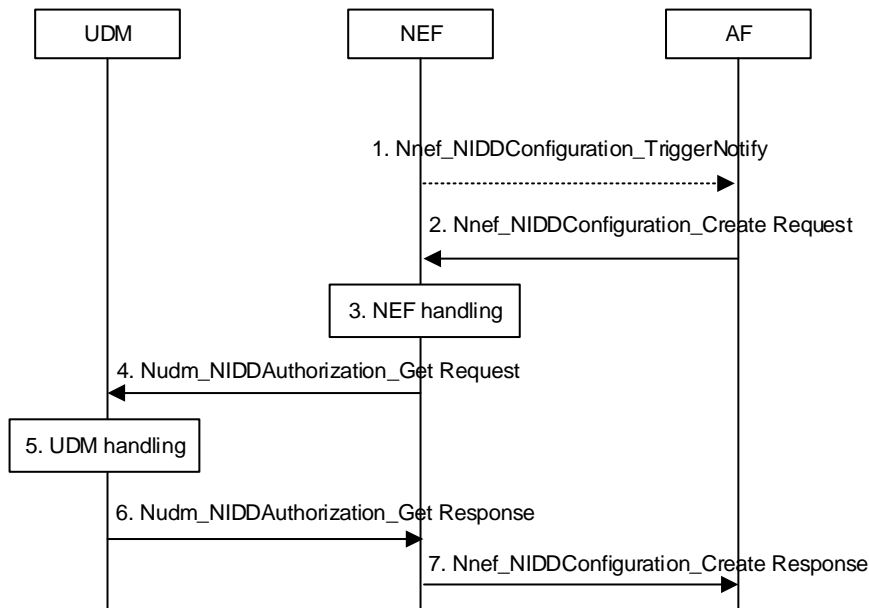 UDM
NEF
AF
1. Nnef_NIDDConfiguration_TriggerNotify
2. Nnef_NIDDConfiguration_Create Request
3. NEF handling
4. Nudm_NIDDAuthorization_Get Request
5. UDM handling
6. Nudm_NIDDAuthorization_Get Response
7. Nnef_NIDDConfiguration_Create Response